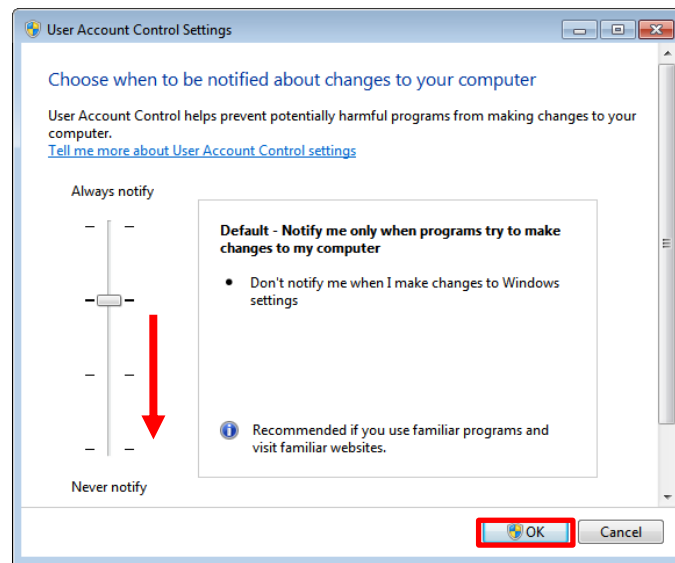 User Account Control Settings
Choose when to be notified about changes to your computer
User Account Control helps prevent potentially harmful programs from making changes to your
computer.
Tell me more about User Account Control settings
Always notify
Default - Notify me only when programs try to make
changes to my computer
• Don't notify me when I make changes to Windows
settings
Recommended if you use familiar programs and
visit familiar websites.
Never notify
OK
Cancel